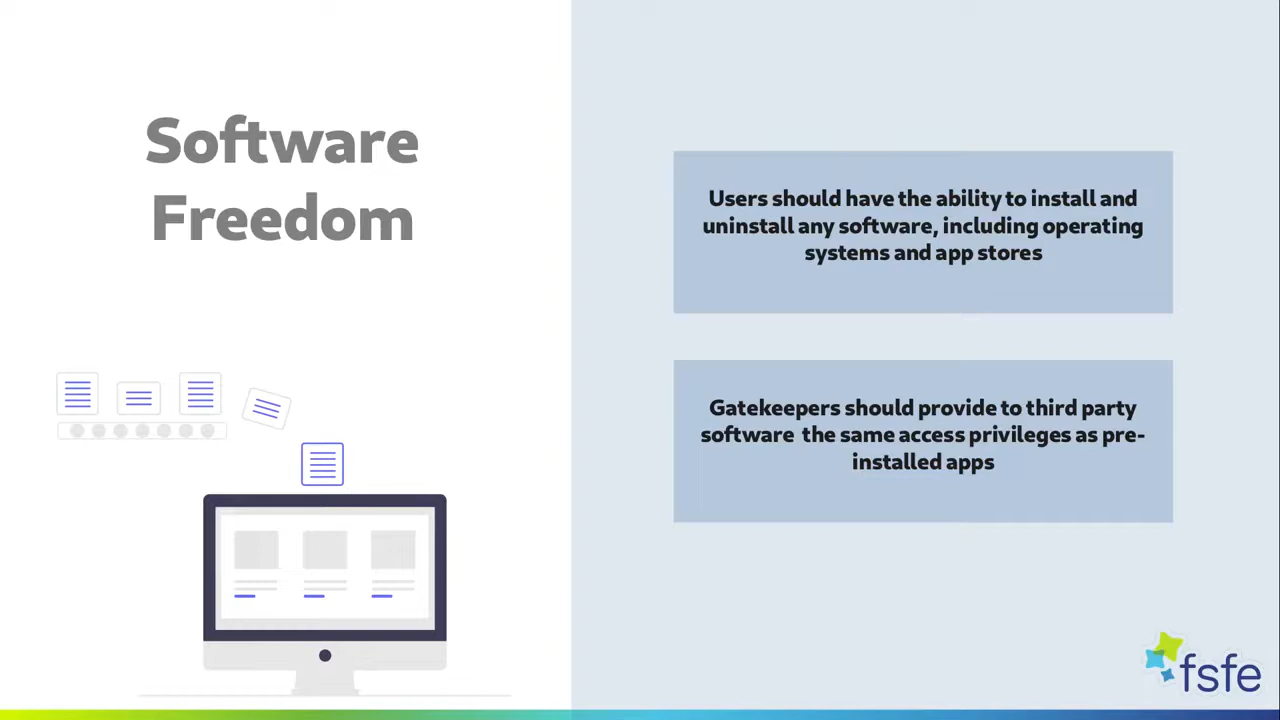 Software
Freedom
Users should have the ability to install and
uninstall any software, including operating
systems and app stores
Gatekeepers should provide to third party
software  the same access privileges as pre-
installed apps
fsfe